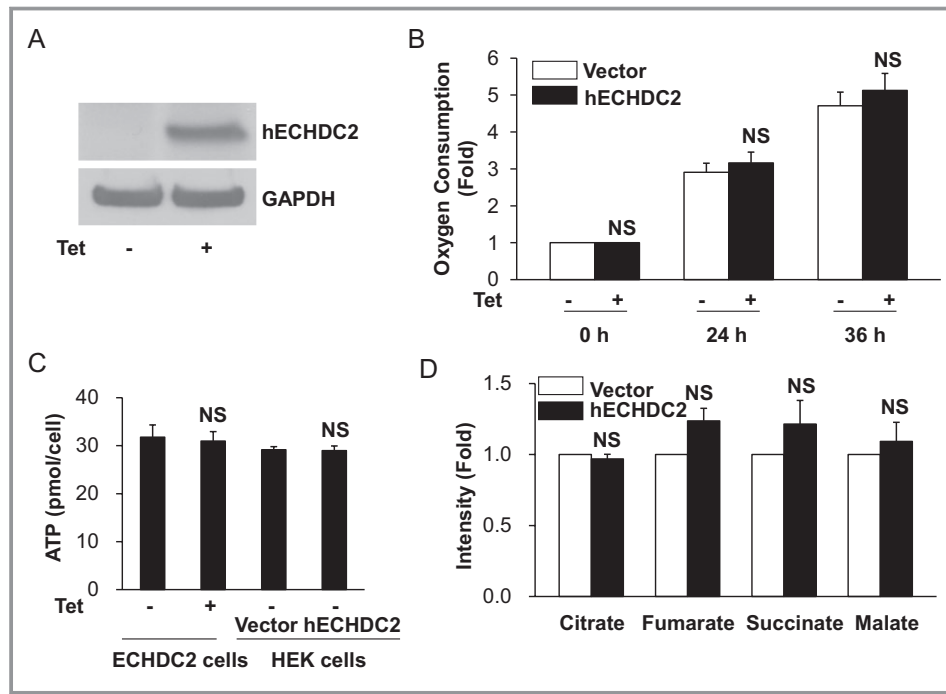 A
hECHDC2
GAPDH
Tet - +
B
Vector
hECHDC2
Oxygen Consumption
(Fold)
6
5
4
3
2
1
0
NS
NS
NS
Tet - + - + - +
0 h 24 h 36 h
C
ATP (pmol/cell)
40
30
20
10
0
NS
NS
Tet - + - -
Vector hECHDC2
ECHDC2 cells HEK cells
D
Vector
hECHDC2
Intensity (Fold)
1.5
1.0
0.5
0.0
NS
NS
NS
NS
Citrate Fumarate Succinate Malate